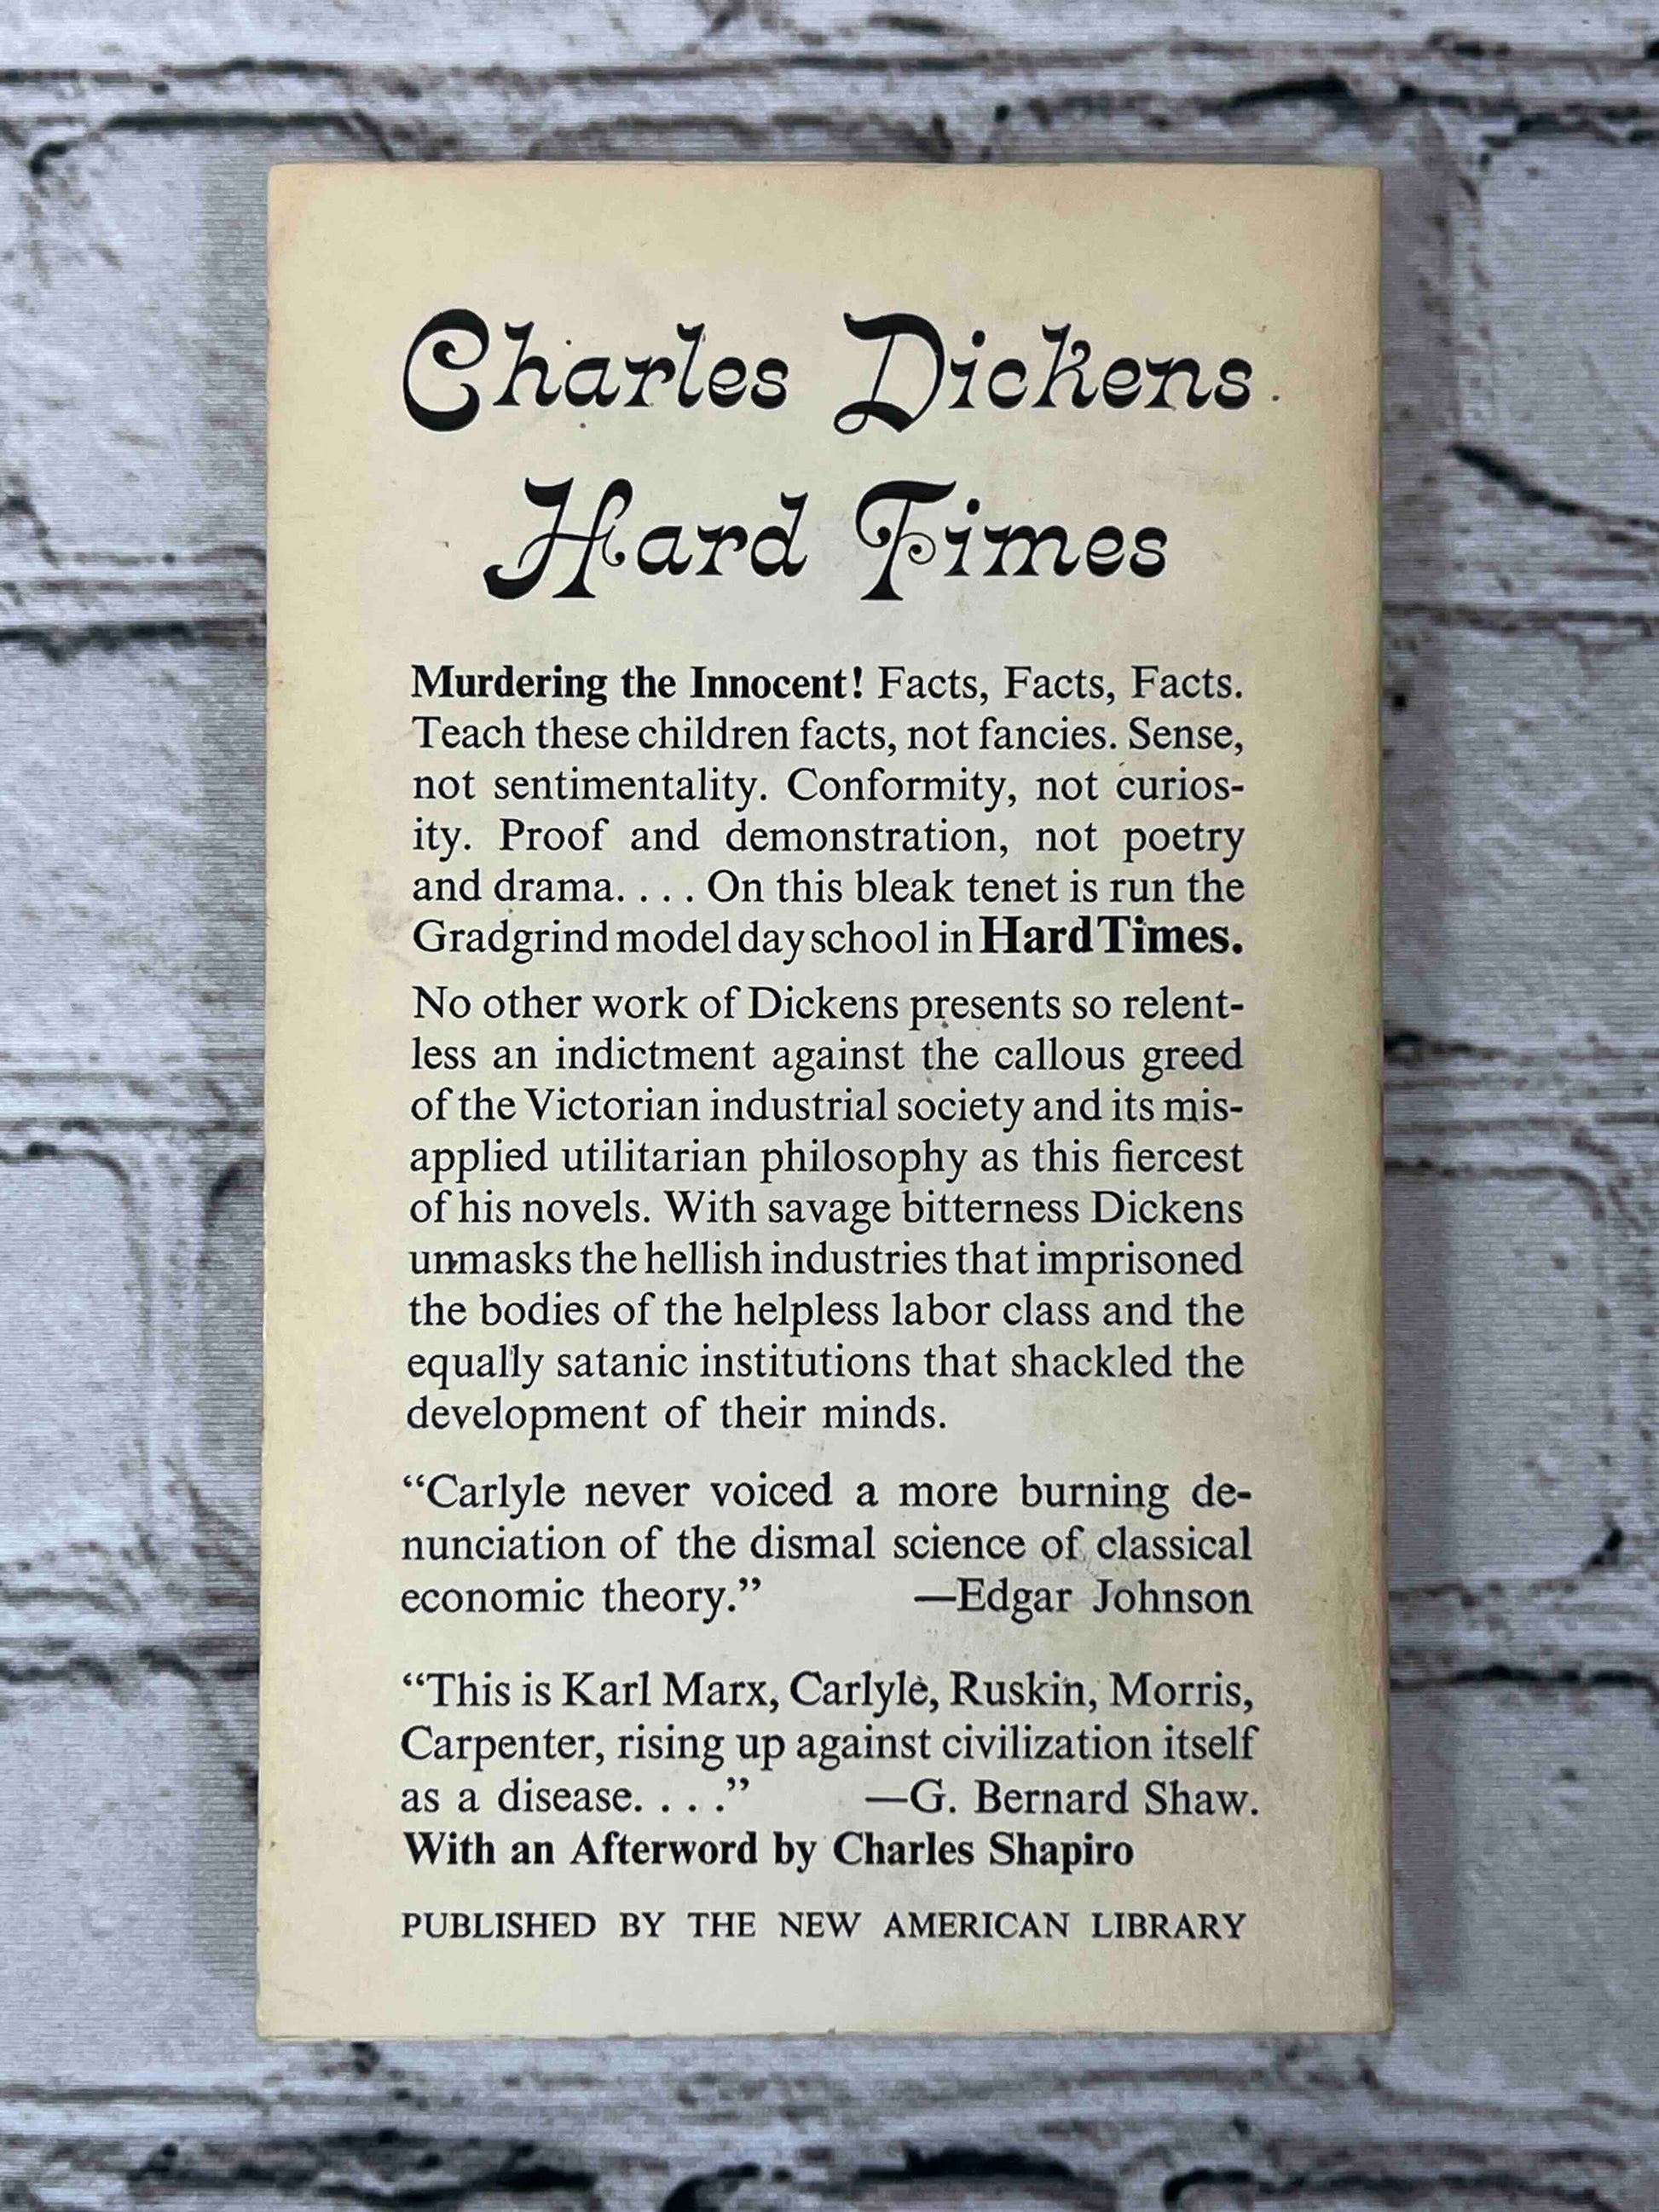 Charles Dickens
Hard Times
Murdering the Innocent! Facts, Facts, Facts.
Teach these children facts, not fancies. Sense,
not sentimentality. Conformity, not curios-
ity. Proof and demonstration, not poetry
and drama. . . . On this bleak tenet is run the
Gradgrind model day school in Hard Times.
No other work of Dickens presents so relent-
less an indictment against the callous greed
of the Victorian industrial society and its mis-
applied utilitarian philosophy as this fiercest
of his novels. With savage bitterness Dickens
unmasks the hellish industries that imprisoned
the bodies of the helpless labor class and the
equally satanic institutions that shackled the
development of their minds.
“Carlyle never voiced a more burning de-
nunciation of the dismal science of classical
economic theory.” —Edgar Johnson
“This is Karl Marx, Carlyle, Ruskin, Morris,
Carpenter, rising up against civilization itself
as a disease. . . .” —G. Bernard Shaw.
With an Afterword by Charles Shapiro
PUBLISHED BY THE NEW AMERICAN LIBRARY